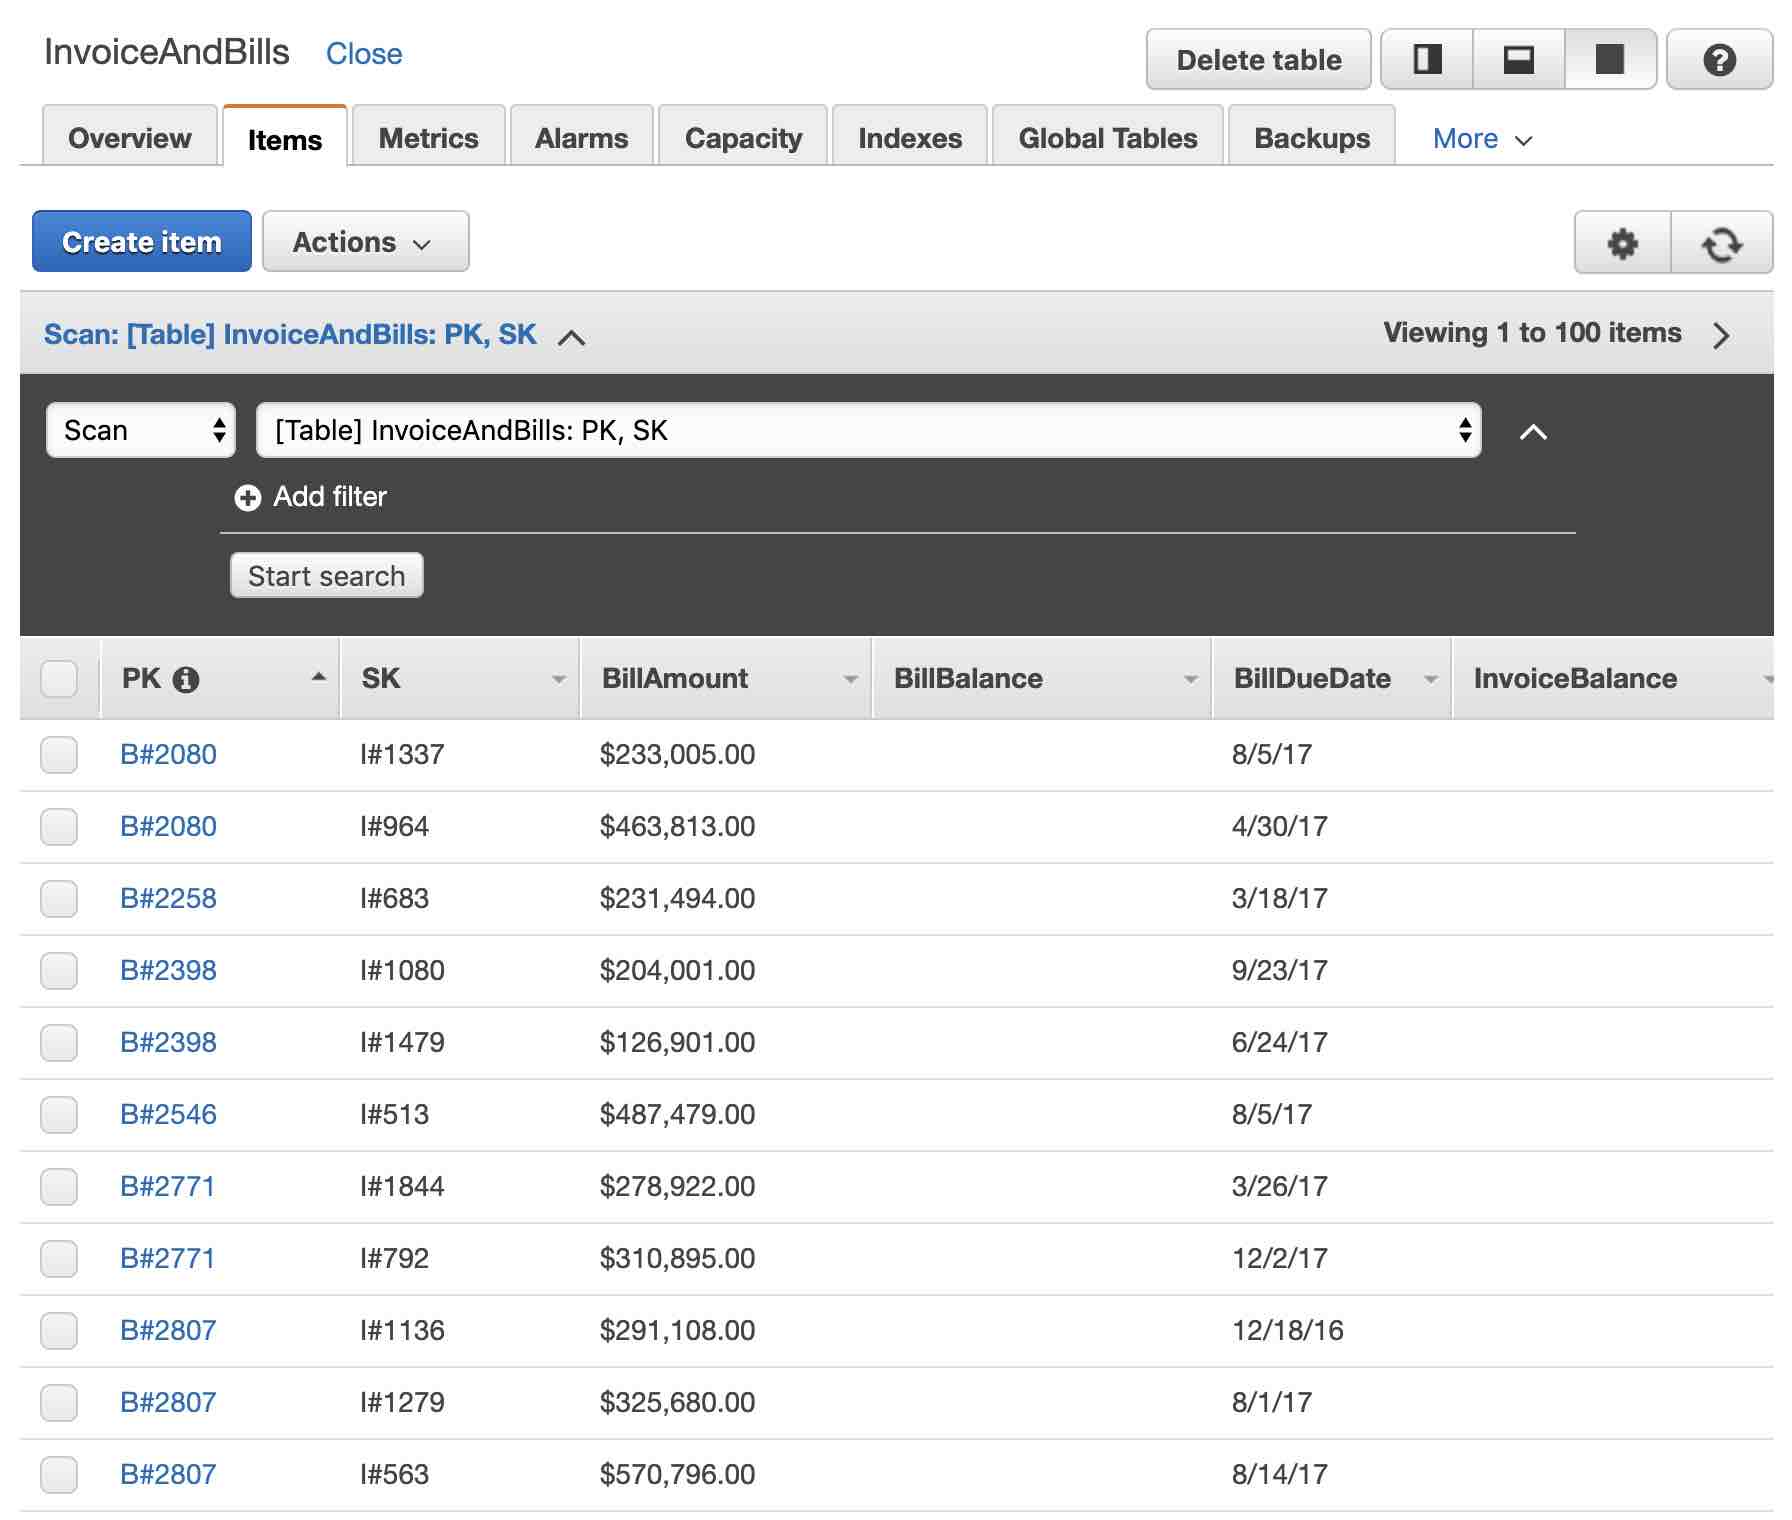 InvoiceAndBills Close Delete table
Overview Items Metrics Alarms Capacity Indexes Global Tables Backups More
Create item Actions
Scan: [Table] InvoiceAndBills: PK, SK Viewing 1 to 100 items
Scan [Table] InvoiceAndBills: PK, SK
Add filter
Start search
PK SK BillAmount BillBalance BillDueDate InvoiceBalance
B#2080 I#1337 $233,005.00 8/5/17
B#2080 I#964 $463,813.00 4/30/17
B#2258 I#683 $231,494.00 3/18/17
B#2398 I#1080 $204,001.00 9/23/17
B#2398 I#1479 $126,901.00 6/24/17
B#2546 I#513 $487,479.00 8/5/17
B#2771 I#1844 $278,922.00 3/26/17
B#2771 I#792 $310,895.00 12/2/17
B#2807 I#1136 $291,108.00 12/18/16
B#2807 I#1279 $325,680.00 8/1/17
B#2807 I#563 $570,796.00 8/14/17